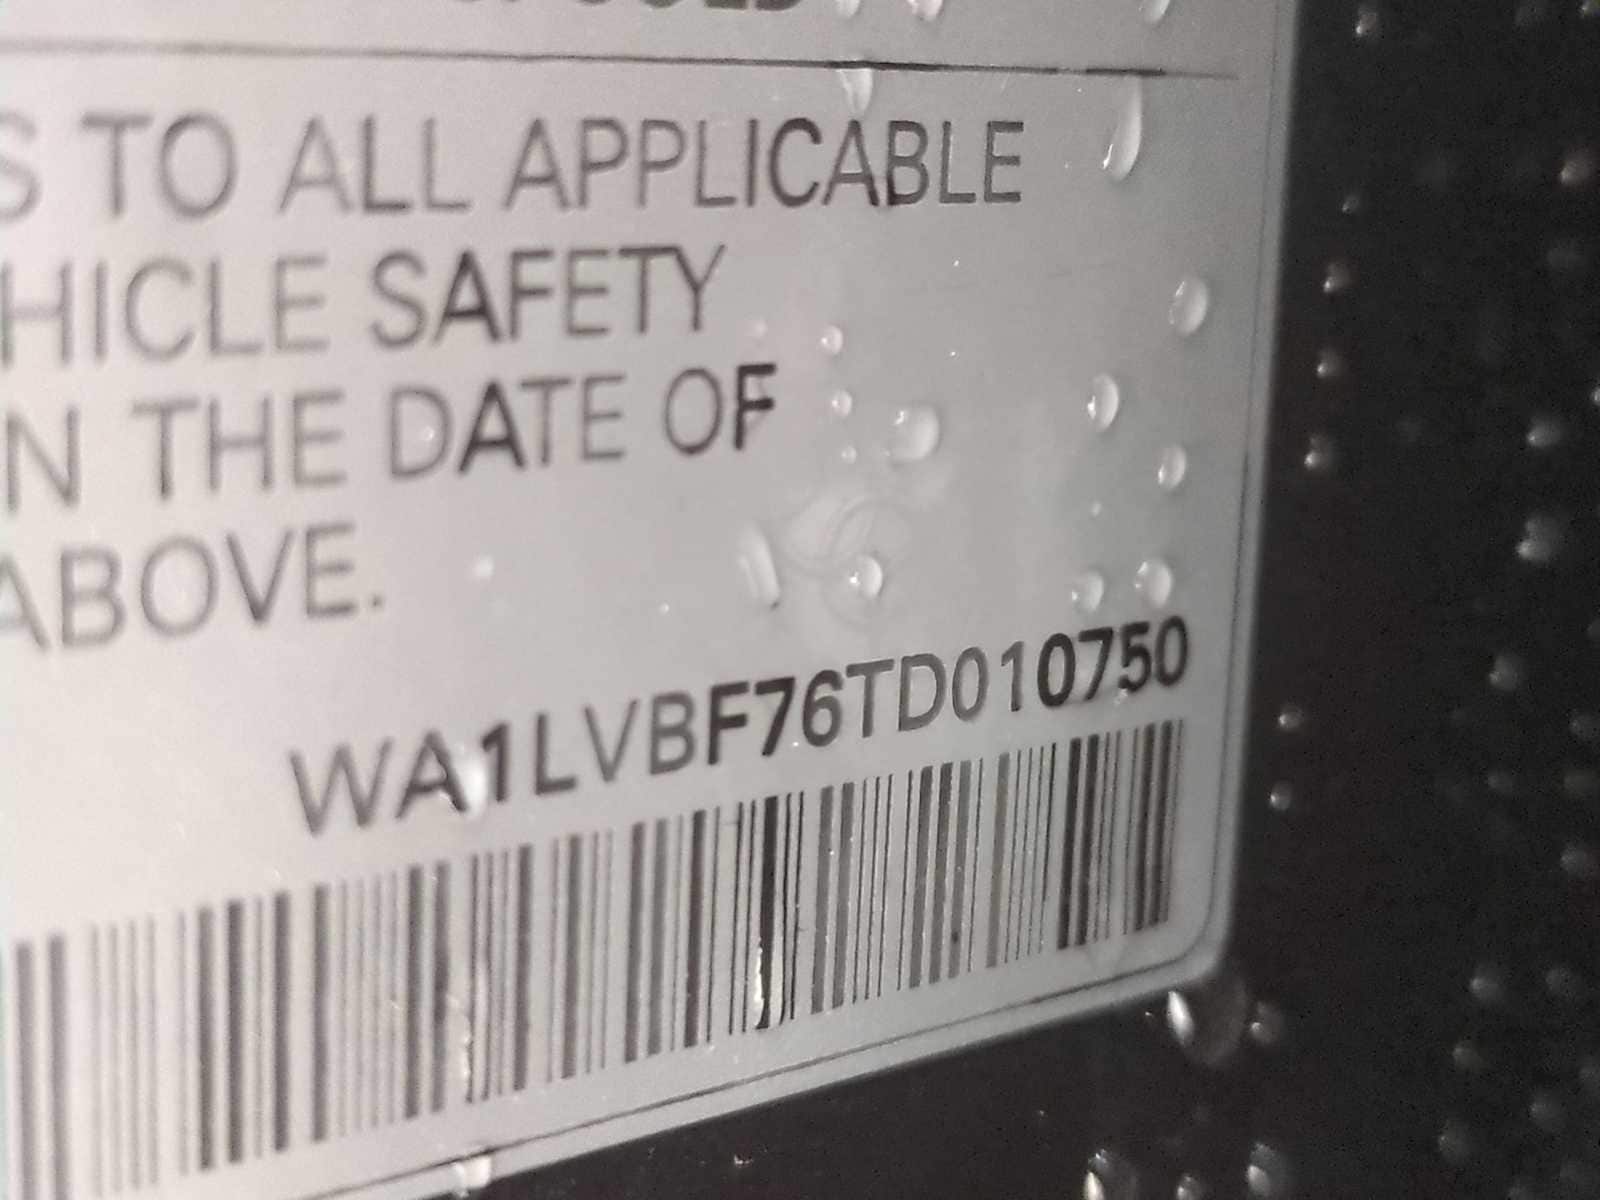 S TO ALL APPLICABLE
HICLE SAFETY
N THE DATE OF
ABOVE.
WA1LVBF76TD010750